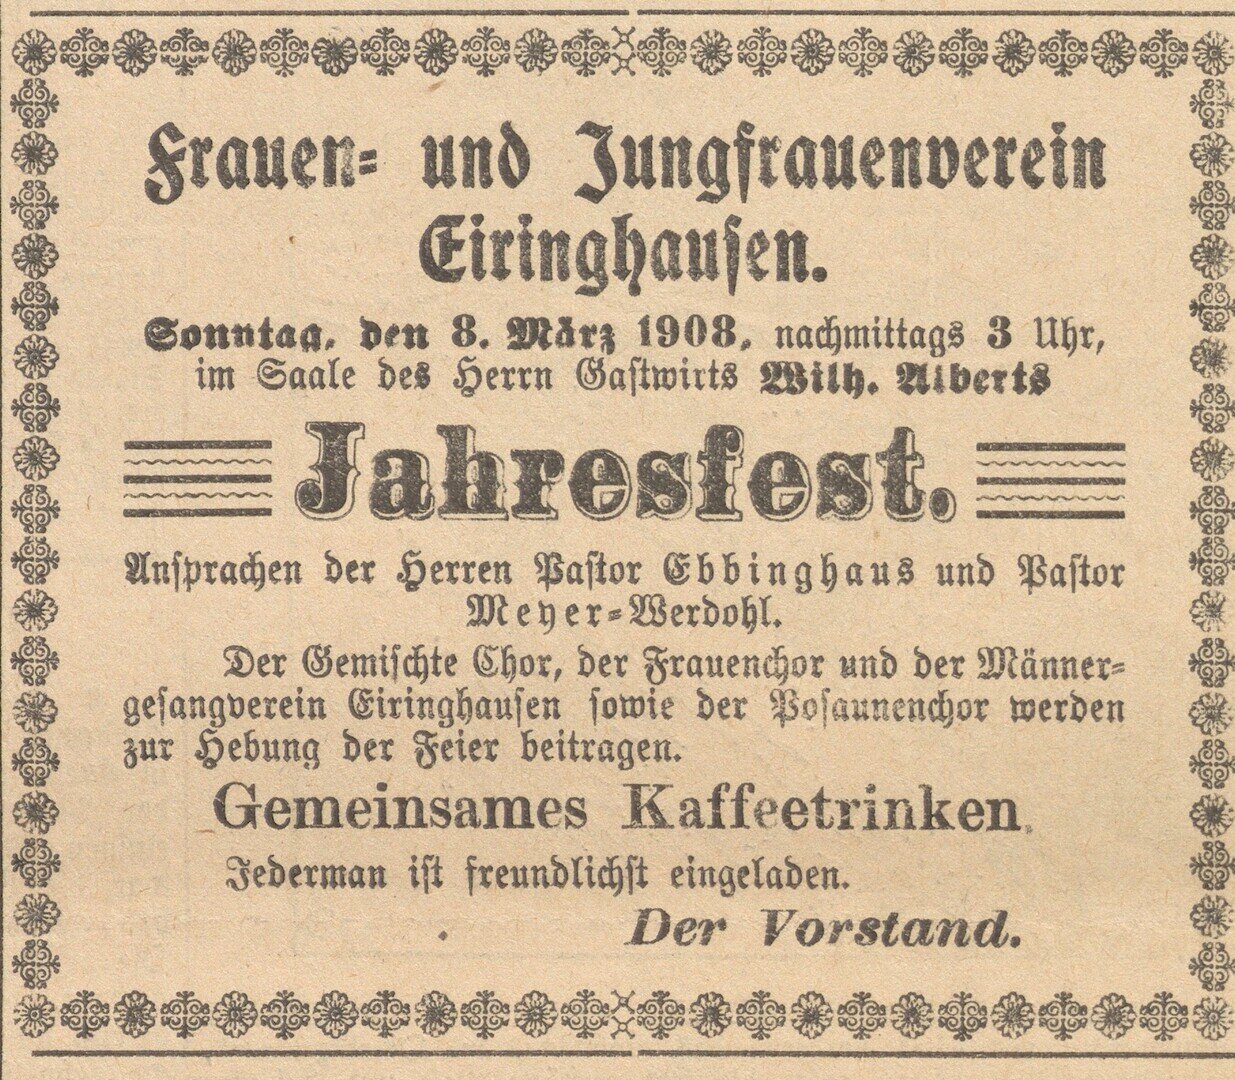 Frauen- und Jungfrauenverein
Eiringhausen.
Sonntag, den 8. März 1908, nachmittags 3 Uhr,
im Saale des Herrn Gastwirts Wilh. Alberts
Jahresfest.
Ansprachen der Herren Pastor Ebbinghaus und Pastor
Meyer-Werdohl.
Der Gemischte Chor, der Frauenchor und der Männer-
gesangverein Eiringhausen sowie der Posaunenchor werden
zur Hebung der Feier beitragen.
Gemeinsames Kaffeetrinken.
Jederman ist freundlichst eingeladen.
Der Vorstand.